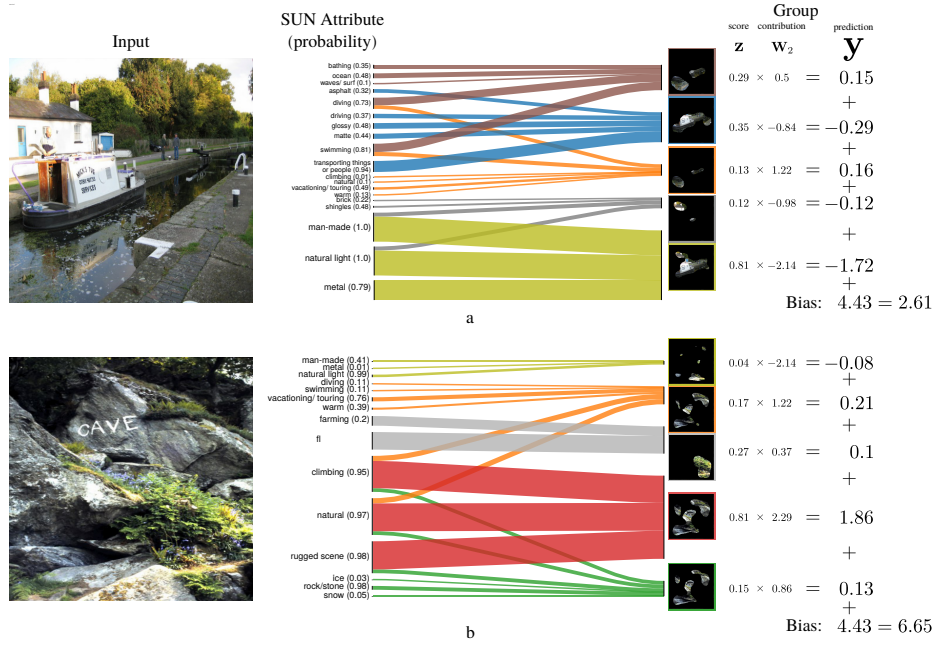 Group
SUN Attribute
(probability)
score contribution prediction
Input
z w₂ y
bathing (0.35)
ocean (0.48)
waves/ surf (0.1)
asphalt (0.32)
diving (0.73)
driving (0.37)
glossy (0.48)
matte (0.44)
swimming (0.81)
transporting things
or people (0.94)
climbing (0.01)
natural (0.1)
vacationing/ touring (0.49)
warm (0.13)
brick (0.22)
shingles (0.48)
man-made (1.0)
natural light (1.0)
metal (0.79)
0.29 × 0.5 = 0.15
+
0.35 × −0.84 = −0.29
+
0.13 × 1.22 = 0.16
+
0.12 × −0.98 = −0.12
+
0.81 × −2.14 = −1.72
+
Bias: 4.43 = 2.61
a
man-made (0.41)
metal (0.01)
natural light (0.99)
diving (0.11)
swimming (0.11)
vacationing/ touring (0.76)
warm (0.39)
farming (0.2)
fl
climbing (0.95)
natural (0.97)
rugged scene (0.98)
ice (0.03)
rock/stone (0.98)
snow (0.05)
CAVE
0.04 × −2.14 = −0.08
+
0.17 × 1.22 = 0.21
+
0.27 × 0.37 = 0.1
+
0.81 × 2.29 = 1.86
+
0.15 × 0.86 = 0.13
+
Bias: 4.43 = 6.65
b